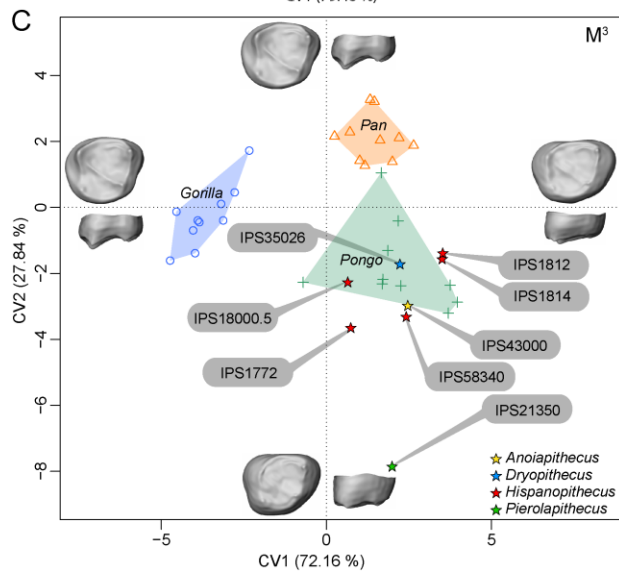 C
M³
4
2
0
−2
−4
−6
−8
CV2 (27.84 %)
Pan
Gorilla
Pongo
IPS35026
IPS18000.5
IPS1772
IPS1812
IPS1814
IPS43000
IPS58340
IPS21350
Anoiapithecus
Dryopithecus
Hispanopithecus
Pierolapithecus
−5
0
5
CV1 (72.16 %)